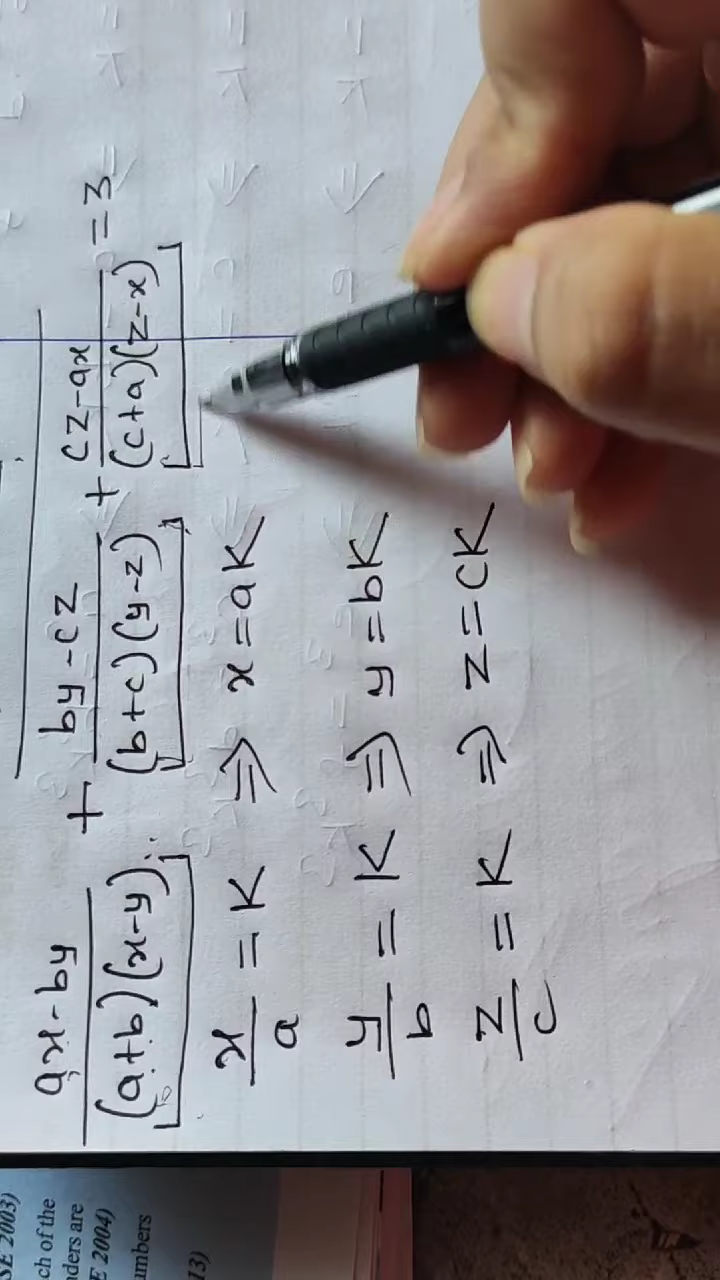 ax-by/(a+b)(x-y) + by-cz/(b+c)(y-z) + cz-ax/(c+a)(z-x) = 3
x/a = K ⇒ x = aK
y/b = K ⇒ y = bK
z/c = K ⇒ z = cK
SE 2003)
ch of the
nders are
E 2004)
umbers
13)